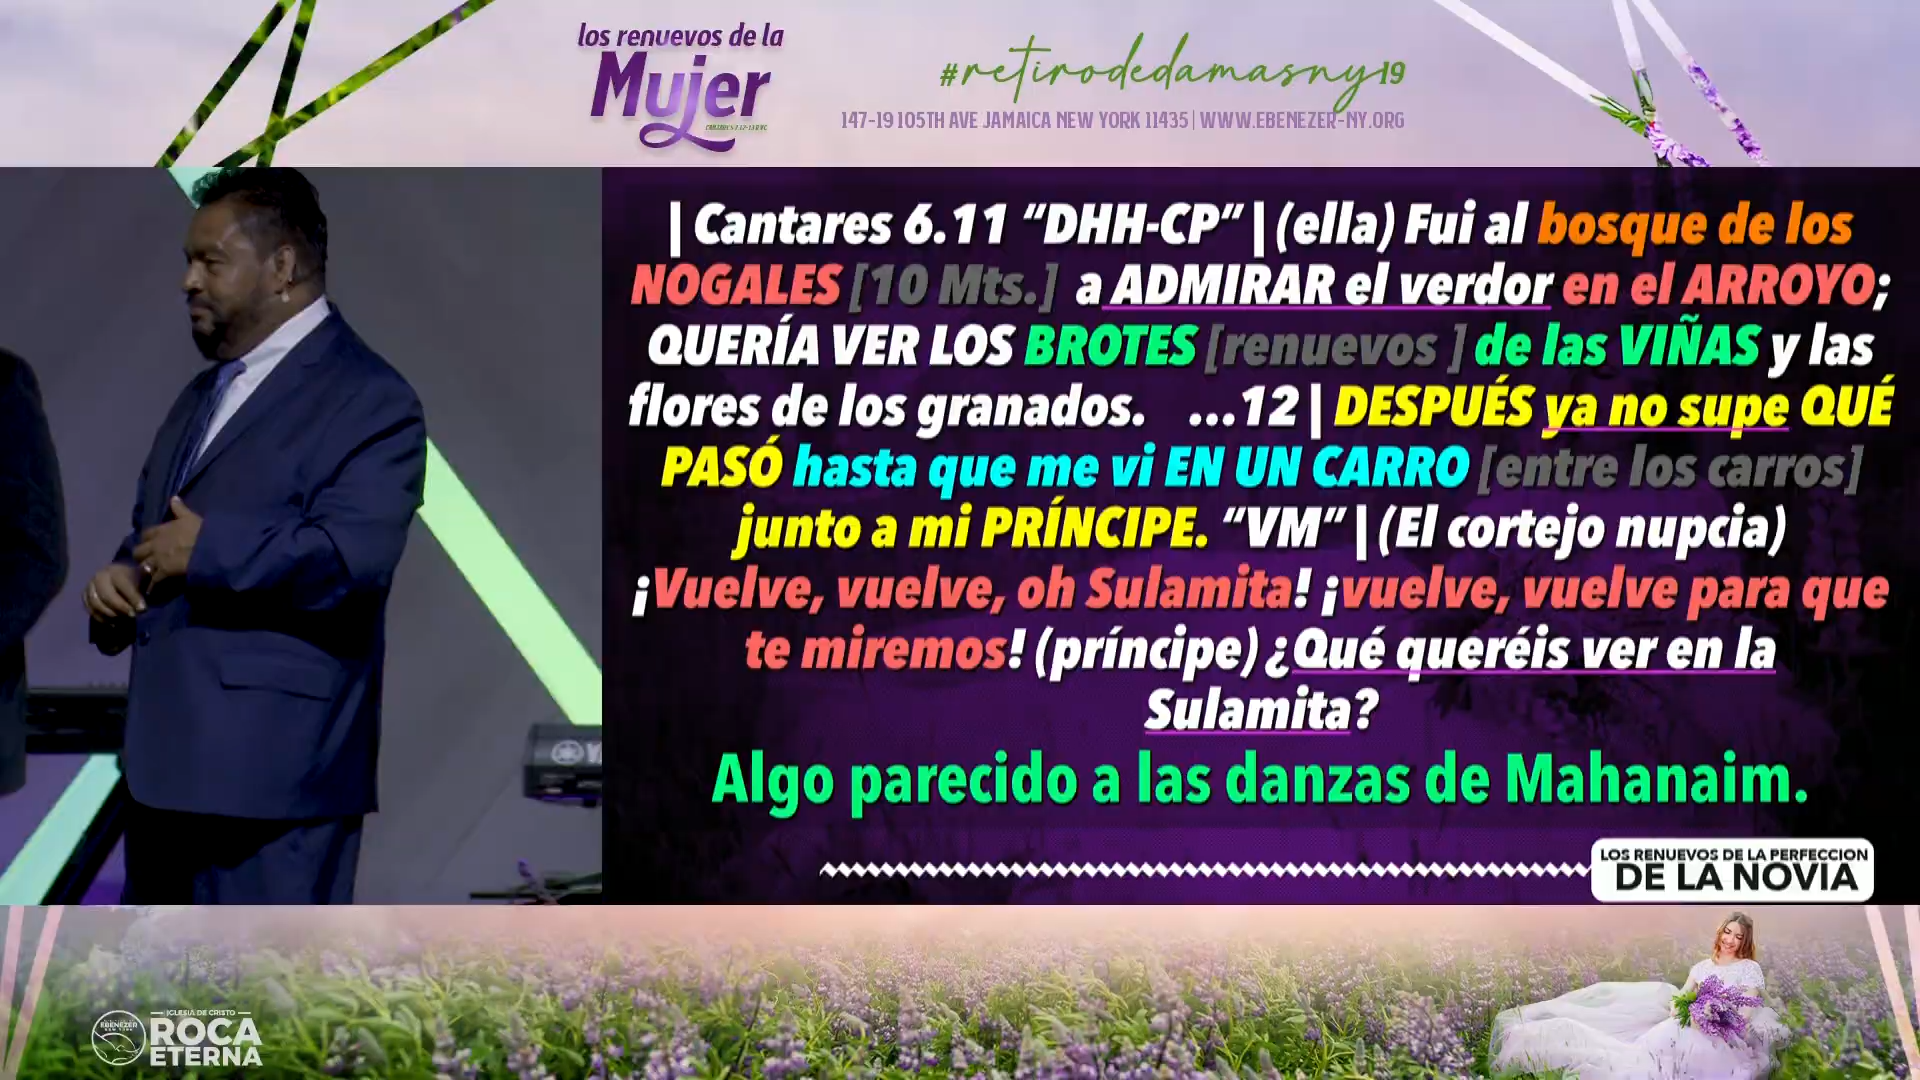 los renuevos de la
Mujer
#retirodedamasny19
147-19 105TH AVE JAMAICA NEW YORK 11435 | WWW.EBENEZER-NY.ORG
| Cantares 6.11 “DHH-CP” | (ella) Fui al bosque de los
NOGALES [10 Mts.] a ADMIRAR el verdor en el ARROYO;
QUERÍA VER LOS BROTES [renuevos ] de las VIÑAS y las
flores de los granados. ...12 | DESPUÉS ya no supe QUÉ
PASÓ hasta que me vi EN UN CARRO [entre los carros]
junto a mi PRÍNCIPE. “VM” | (El cortejo nupcia)
¡Vuelve, vuelve, oh Sulamita! ¡vuelve, vuelve para que
te miremos! (príncipe) ¿Qué queréis ver en la
Sulamita?
Algo parecido a las danzas de Mahanaim.
LOS RENUEVOS DE LA PERFECCION
DE LA NOVIA
IGLESIA DE CRISTO
EBENEZER
ROCA
ETERNA